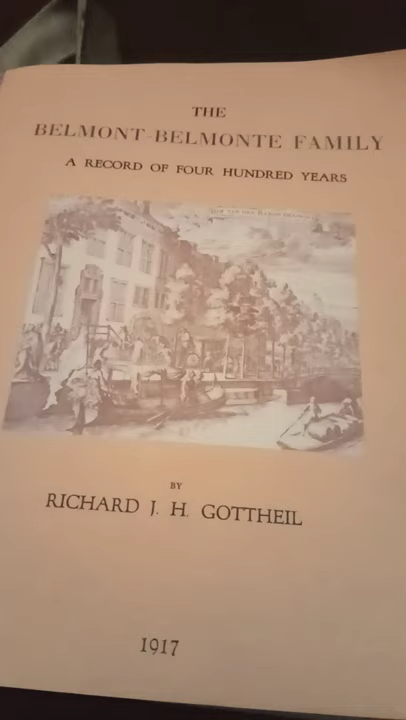 THE
BELMONT-BELMONTE FAMILY
A RECORD OF FOUR HUNDRED YEARS
BY
RICHARD J. H. GOTTHEIL
1917